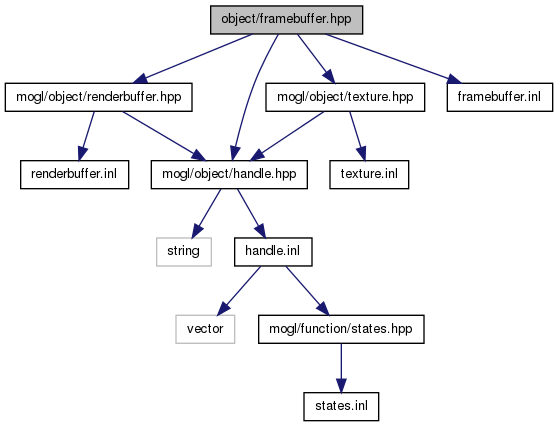 object/framebuffer.hpp
mogl/object/renderbuffer.hpp
mogl/object/texture.hpp
framebuffer.inl
renderbuffer.inl
mogl/object/handle.hpp
texture.inl
string
handle.inl
vector
mogl/function/states.hpp
states.inl